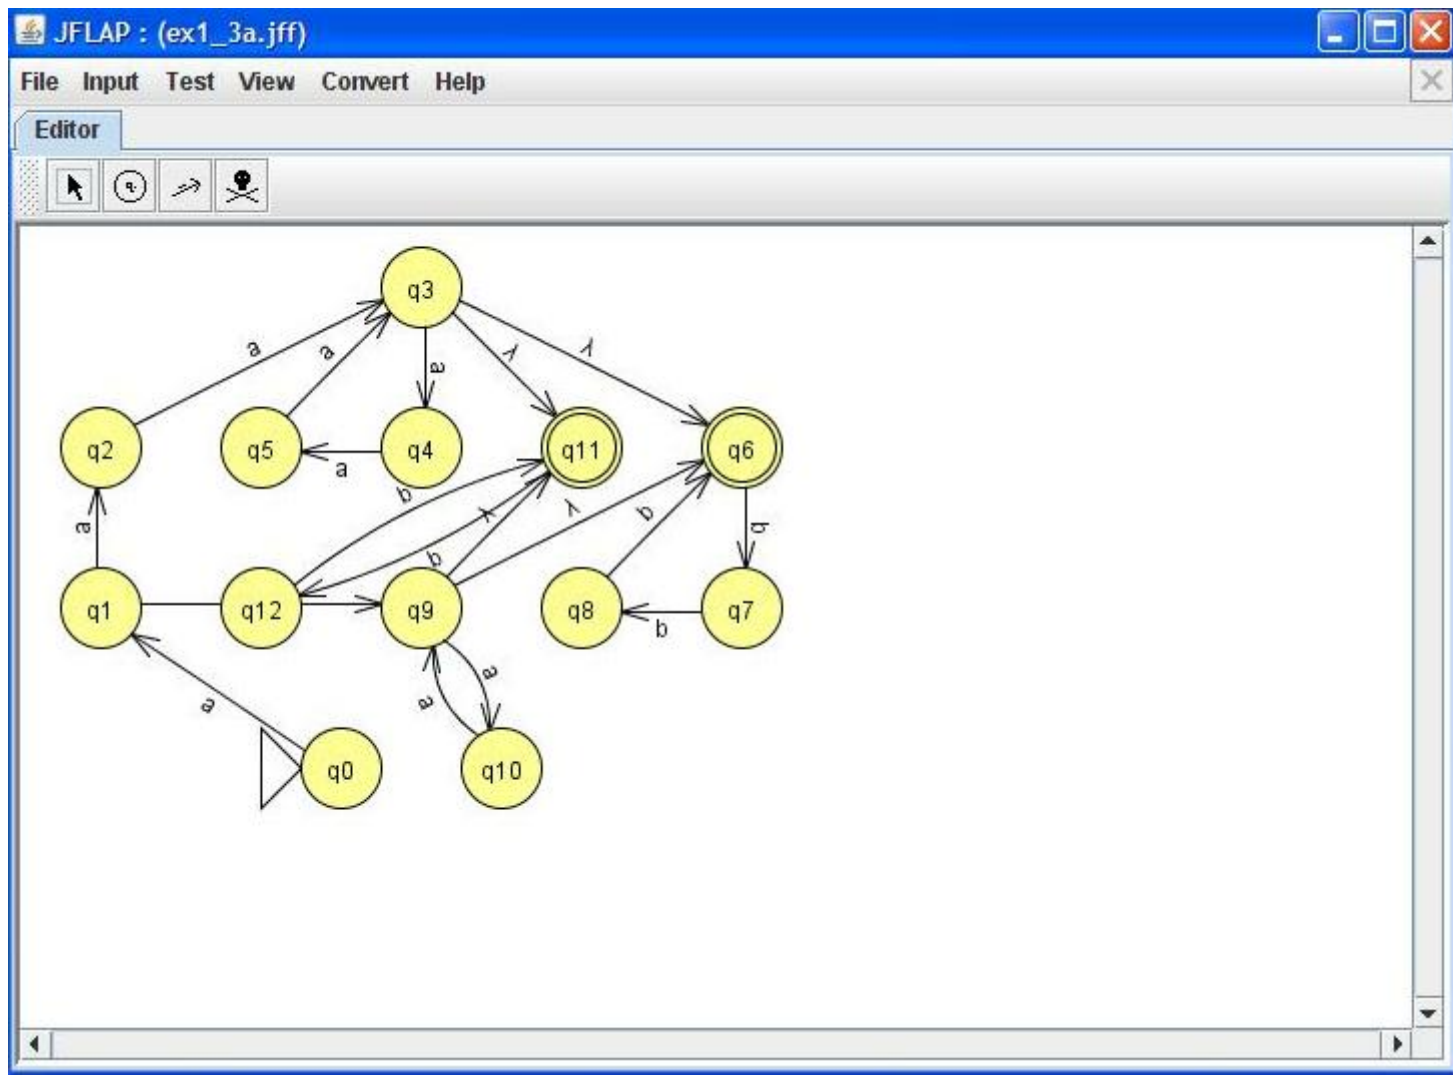 JFLAP : (ex1_3a.jff)
File Input Test View Convert Help
Editor
q3
a
a
a
λ
λ
q2
q5
q4
q11
q6
a
b
a
λ
λ
b
b
b
q1
q12
q9
q8
q7
b
a
a
a
q0
q10